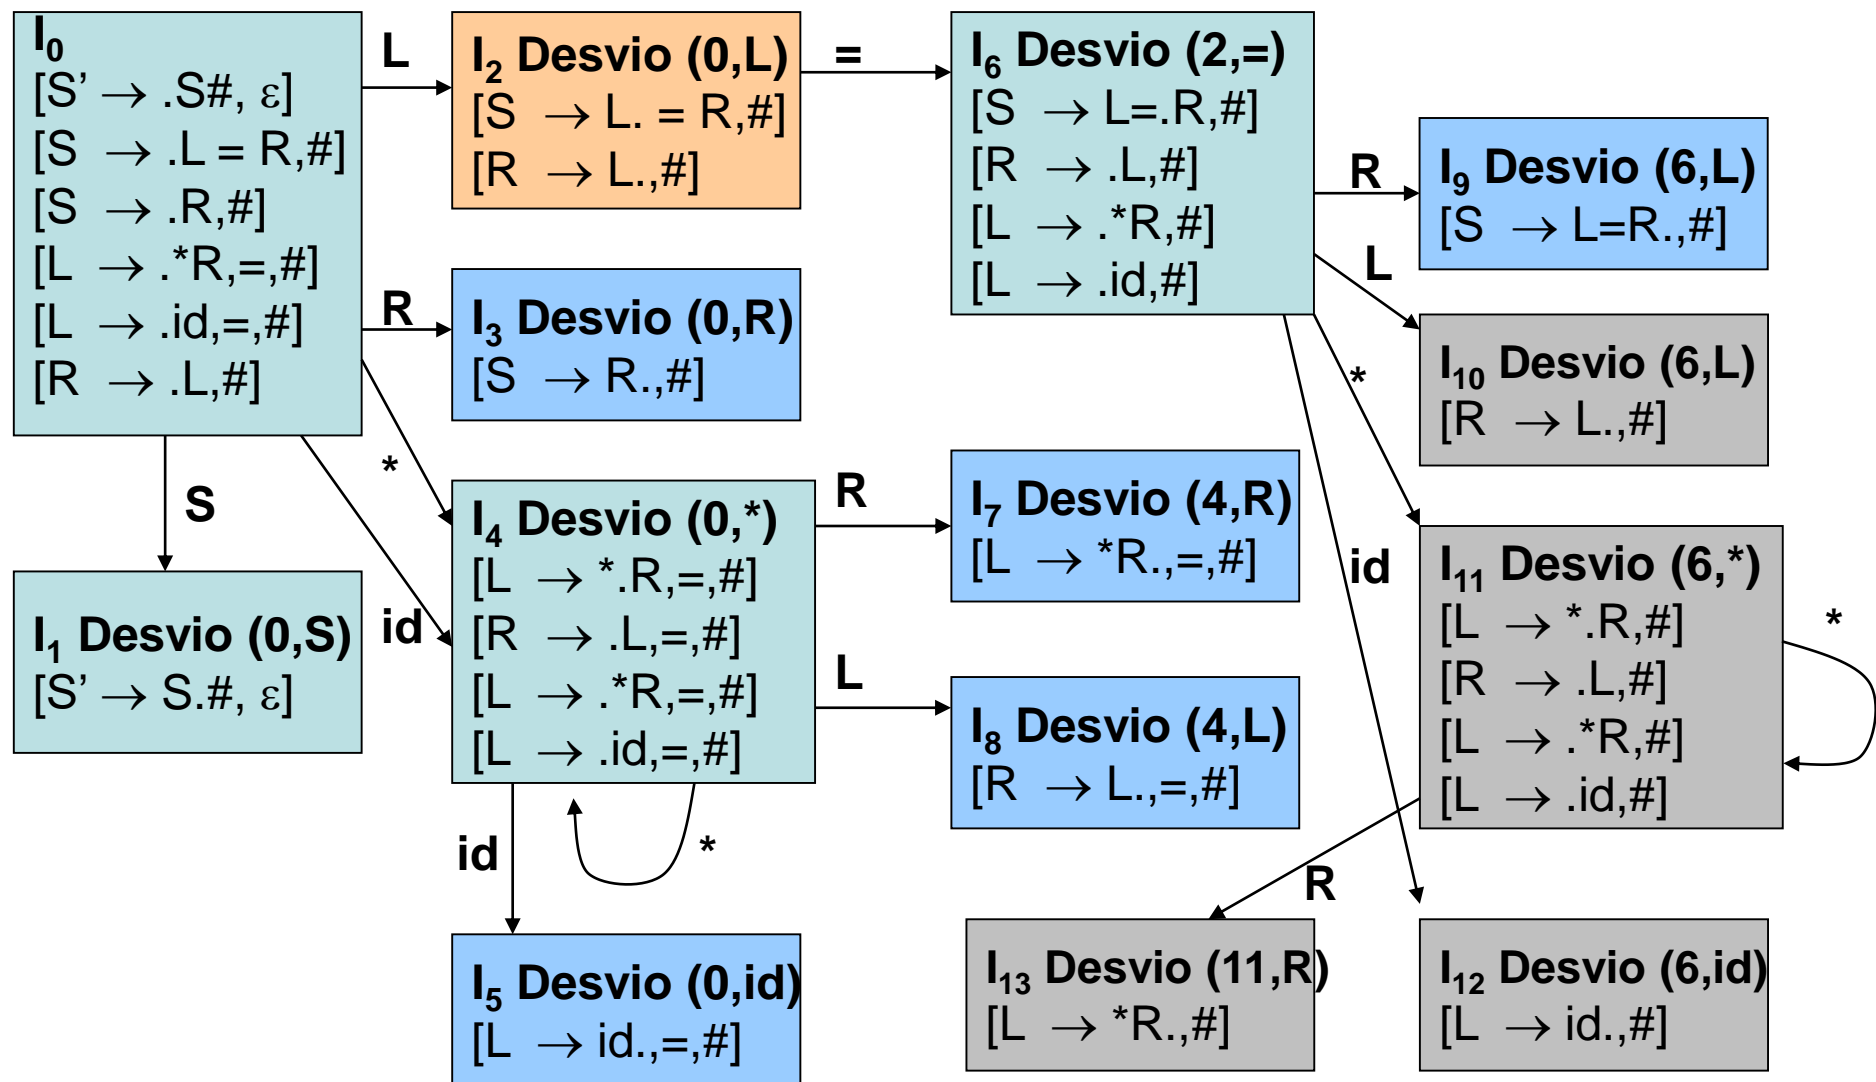 I₀
[S’ → .S#, ε]
[S → .L = R,#]
[S → .R,#]
[L → .*R,=,#]
[L → .id,=,#]
[R → .L,#]
L
I₂ Desvio (0,L)
[S → L. = R,#]
[R → L.,#]
=
I₆ Desvio (2,=)
[S → L=.R,#]
[R → .L,#]
[L → .*R,#]
[L → .id,#]
R
I₉ Desvio (6,L)
[S → L=R.,#]
R
I₃ Desvio (0,R)
[S → R.,#]
L
I₁₀ Desvio (6,L)
[R → L.,#]
*
S
I₁ Desvio (0,S)
[S’ → S.#, ε]
*
id
I₄ Desvio (0,*)
[L → *.R,=,#]
[R → .L,=,#]
[L → .*R,=,#]
[L → .id,=,#]
R
I₇ Desvio (4,R)
[L → *R.,=,#]
L
I₈ Desvio (4,L)
[R → L.,=,#]
id
I₁₁ Desvio (6,*)
[L → *.R,#]
[R → .L,#]
[L → .*R,#]
[L → .id,#]
*
id
*
I₅ Desvio (0,id)
[L → id.,=,#]
R
I₁₃ Desvio (11,R)
[L → *R.,#]
I₁₂ Desvio (6,id)
[L → id.,#]